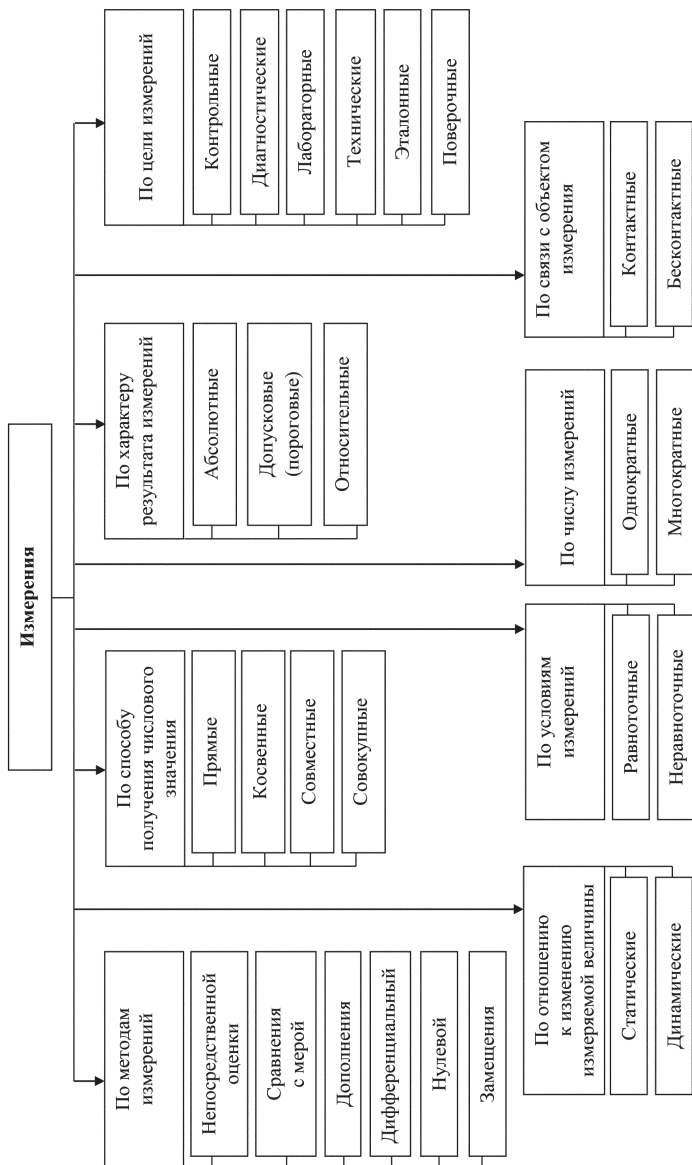 Измерения
По методам
измерений
Непосредственной
оценки
Сравнения
с мерой
Дополнения
Дифференциальный
Нулевой
Замещения
По способу
получения числового
значения
Прямые
Косвенные
Совместные
Совокупные
По характеру
результата измерений
Абсолютные
Допусковые
(пороговые)
Относительные
По цели измерений
Контрольные
Диагностические
Лабораторные
Технические
Эталонные
Поверочные
По отношению
к изменению
измеряемой величины
Статические
Динамические
По условиям
измерений
Равноточные
Неравноточные
По числу измерений
Однократные
Многократные
По связи с объектом
измерения
Контактные
Бесконтактные